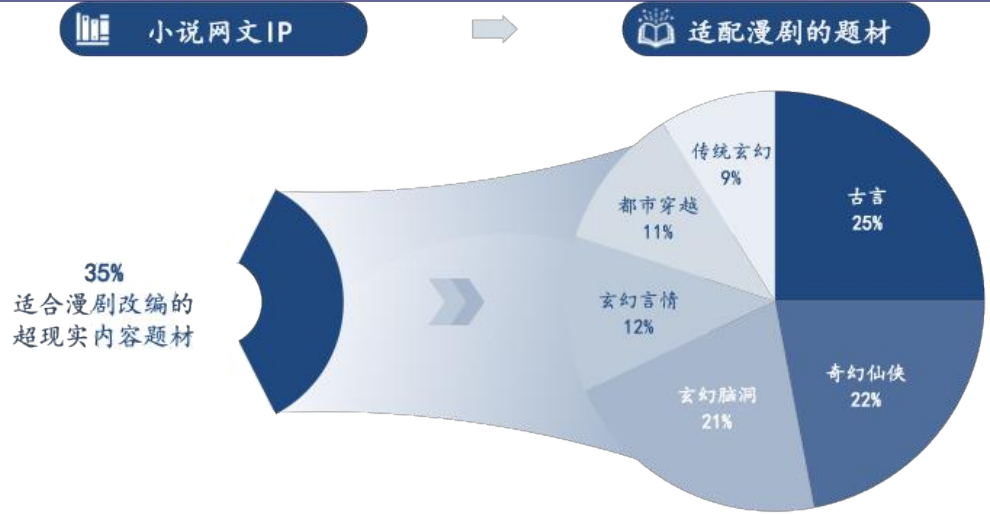 小说网文IP
适配漫剧的题材
35%
适合漫剧改编的
超现实内容题材
传统玄幻
9%
都市穿越
11%
玄幻言情
12%
玄幻脑洞
21%
古言
25%
奇幻仙侠
22%